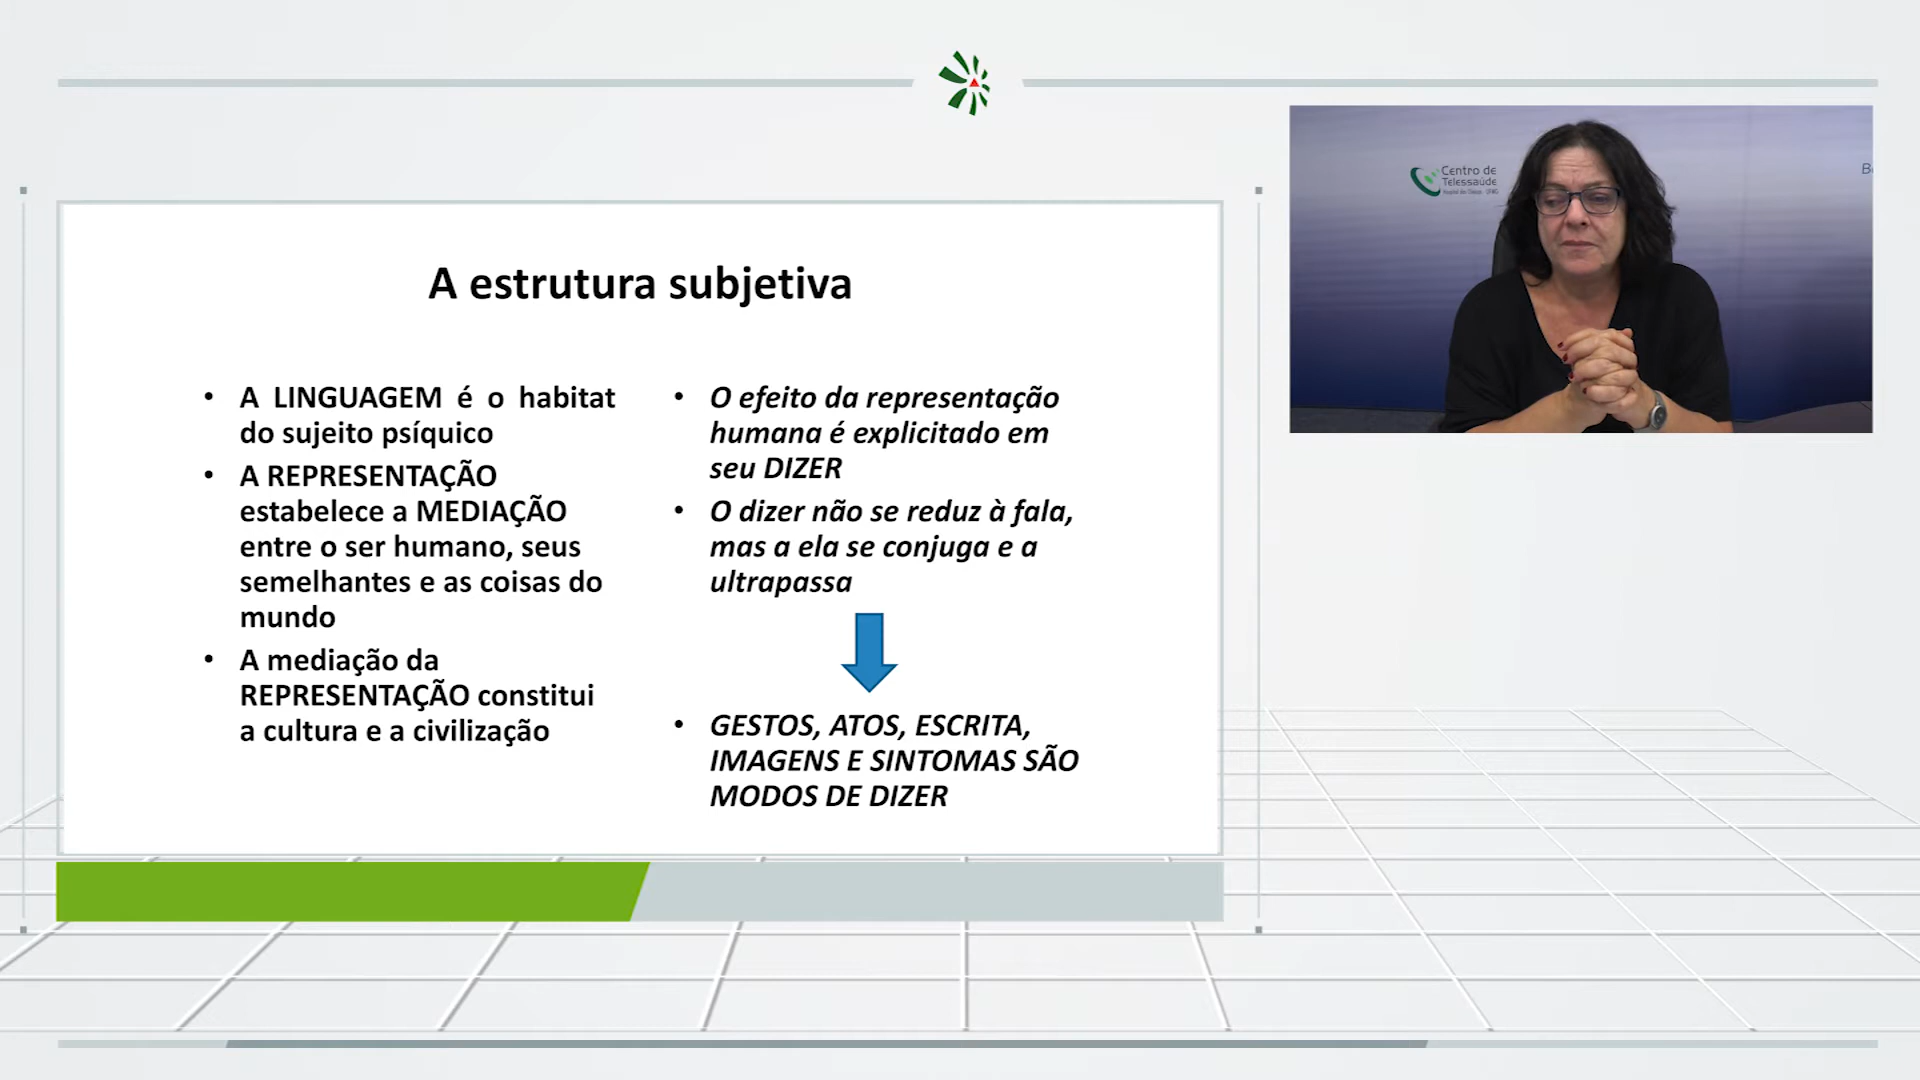 A estrutura subjetiva
• A LINGUAGEM é o habitat
do sujeito psíquico
• A REPRESENTAÇÃO
estabelece a MEDIAÇÃO
entre o ser humano, seus
semelhantes e as coisas do
mundo
• A mediação da
REPRESENTAÇÃO constitui
a cultura e a civilização
• O efeito da representação
humana é explicitado em
seu DIZER
• O dizer não se reduz à fala,
mas a ela se conjuga e a
ultrapassa
• GESTOS, ATOS, ESCRITA,
IMAGENS E SINTOMAS SÃO
MODOS DE DIZER
Centro de
Telessaúde